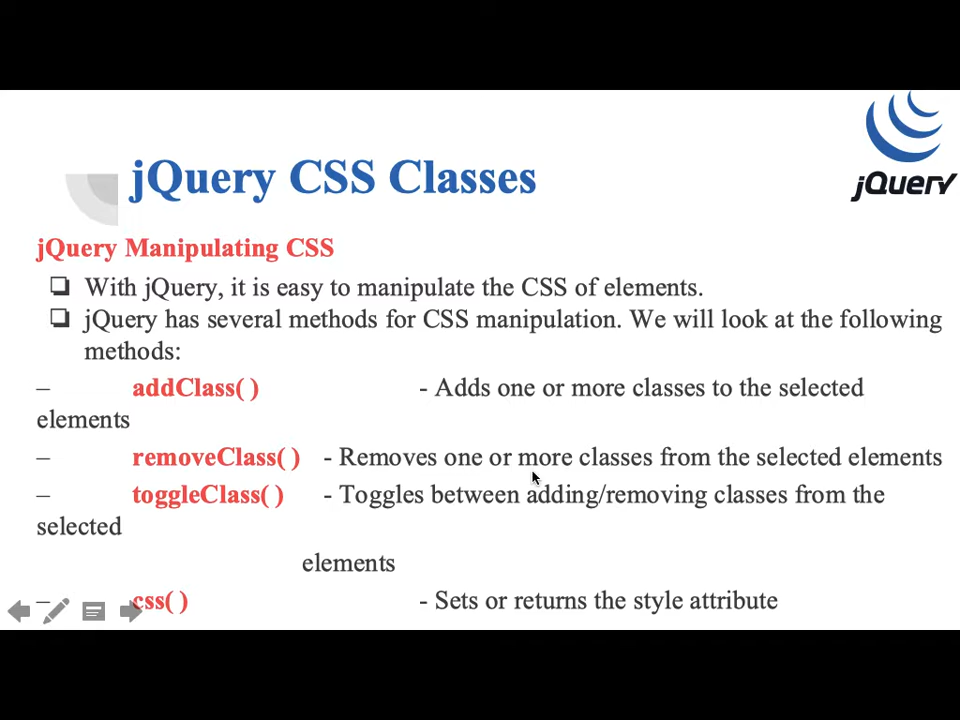 jQuery
jQuery CSS Classes
jQuery Manipulating CSS
❑ With jQuery, it is easy to manipulate the CSS of elements.
❑ jQuery has several methods for CSS manipulation. We will look at the following
methods:
– addClass( ) - Adds one or more classes to the selected
elements
– removeClass( ) - Removes one or more classes from the selected elements
– toggleClass( ) - Toggles between adding/removing classes from the
selected
elements
– css( ) - Sets or returns the style attribute